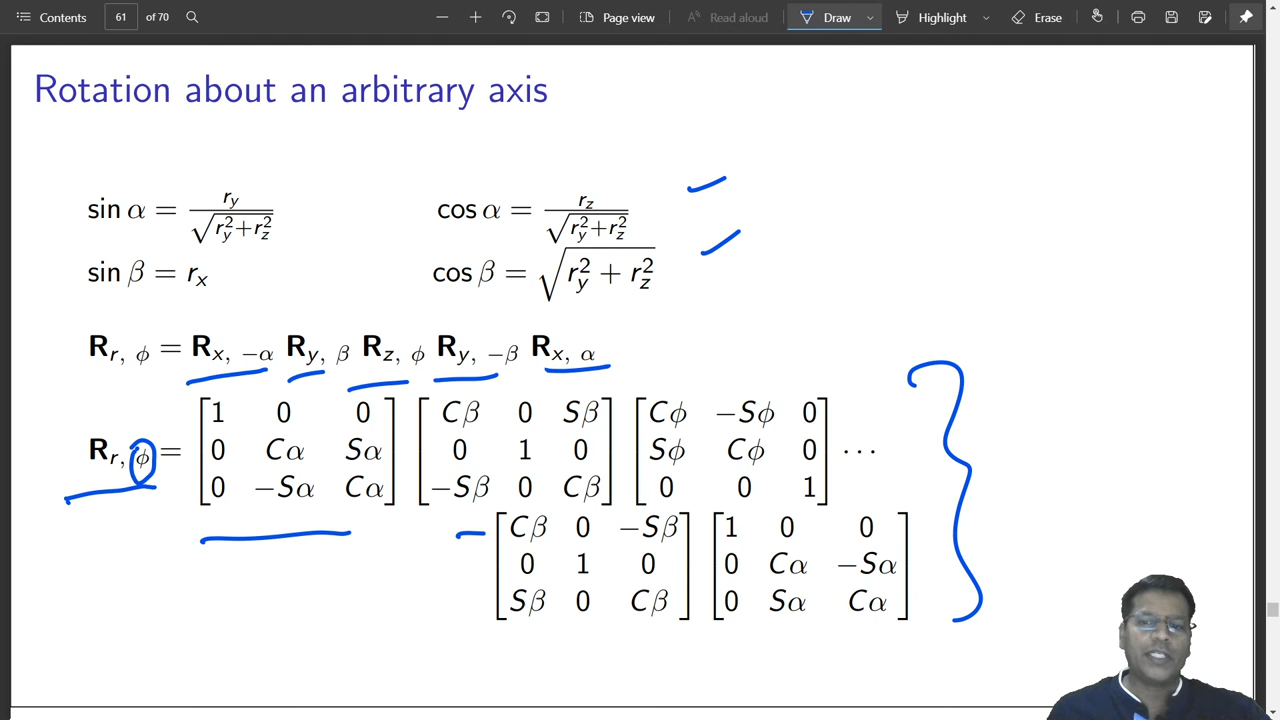 Contents 61 of 70 Page view Read aloud Draw Highlight Erase
Rotation about an arbitrary axis
sin α = r_y / √(r_y² + r_z²) cos α = r_z / √(r_y² + r_z²)
sin β = r_x cos β = √(r_y² + r_z²)
R_{r, φ} = R_{x, −α} R_{y, β} R_{z, φ} R_{y, −β} R_{x, α}
R_{r, φ} = [1 0 0; 0 Cα Sα; 0 −Sα Cα] [Cβ 0 Sβ; 0 1 0; −Sβ 0 Cβ] [Cφ −Sφ 0; Sφ Cφ 0; 0 0 1] ···
[Cβ 0 −Sβ; 0 1 0; Sβ 0 Cβ] [1 0 0; 0 Cα −Sα; 0 Sα Cα]